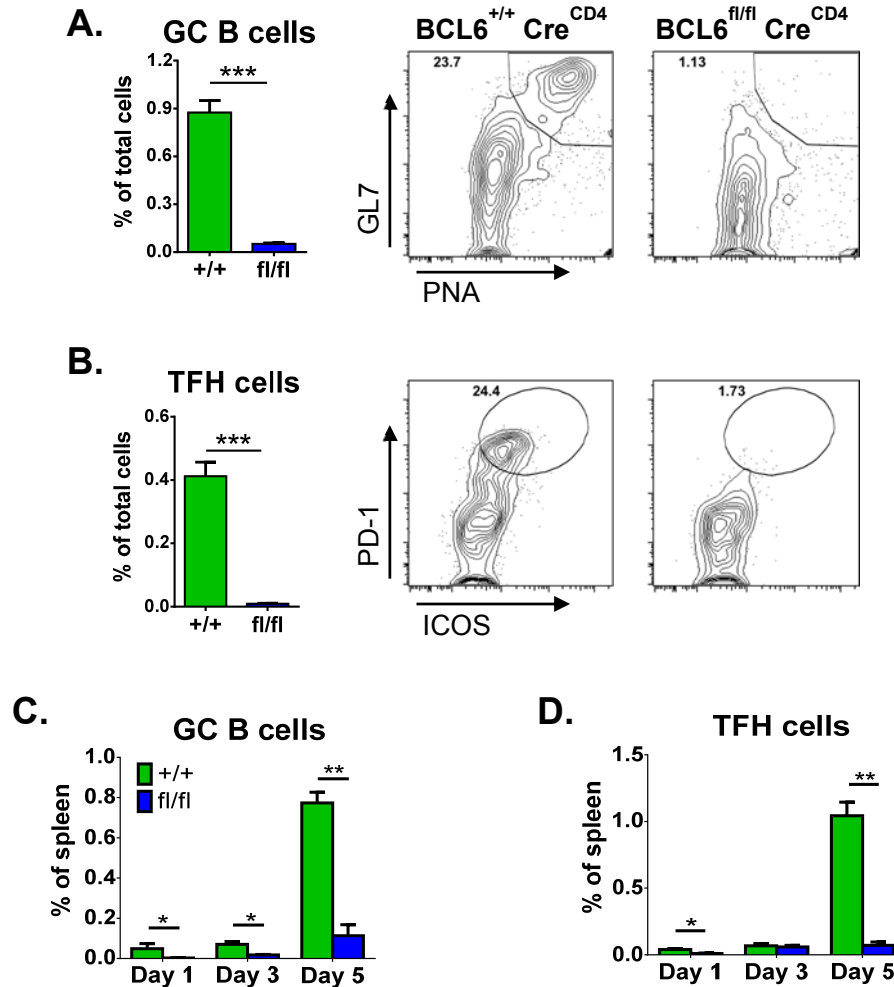 A.
GC B cells
BCL6+/+ CreCD4
BCL6fl/fl CreCD4
% of total cells
1.2
0.9
0.6
0.3
0.0
***
+/+
fl/fl
23.7
1.13
GL7
PNA
B.
TFH cells
% of total cells
0.6
0.4
0.2
0.0
***
+/+
fl/fl
24.4
1.73
PD-1
ICOS
C.
GC B cells
% of spleen
1.0
0.8
0.6
0.4
0.2
0.0
+/+
fl/fl
*
*
**
Day 1
Day 3
Day 5
D.
TFH cells
% of spleen
1.5
1.0
0.5
0.0
*
**
Day 1
Day 3
Day 5